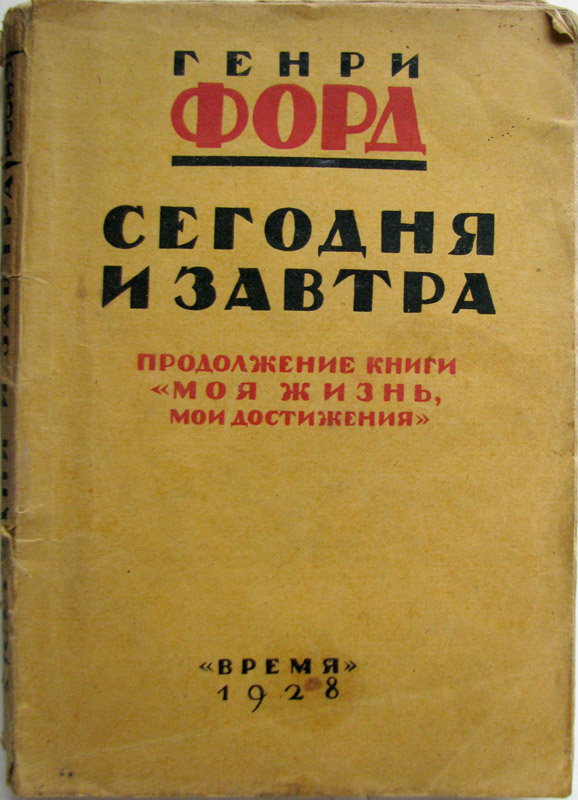 ГЕНРИ
ФОРД
СЕГОДНЯ
И ЗАВТРА
ПРОДОЛЖЕНИЕ КНИГИ
«МОЯ ЖИЗНЬ,
МОИ ДОСТИЖЕНИЯ»
«ВРЕМЯ»
1928